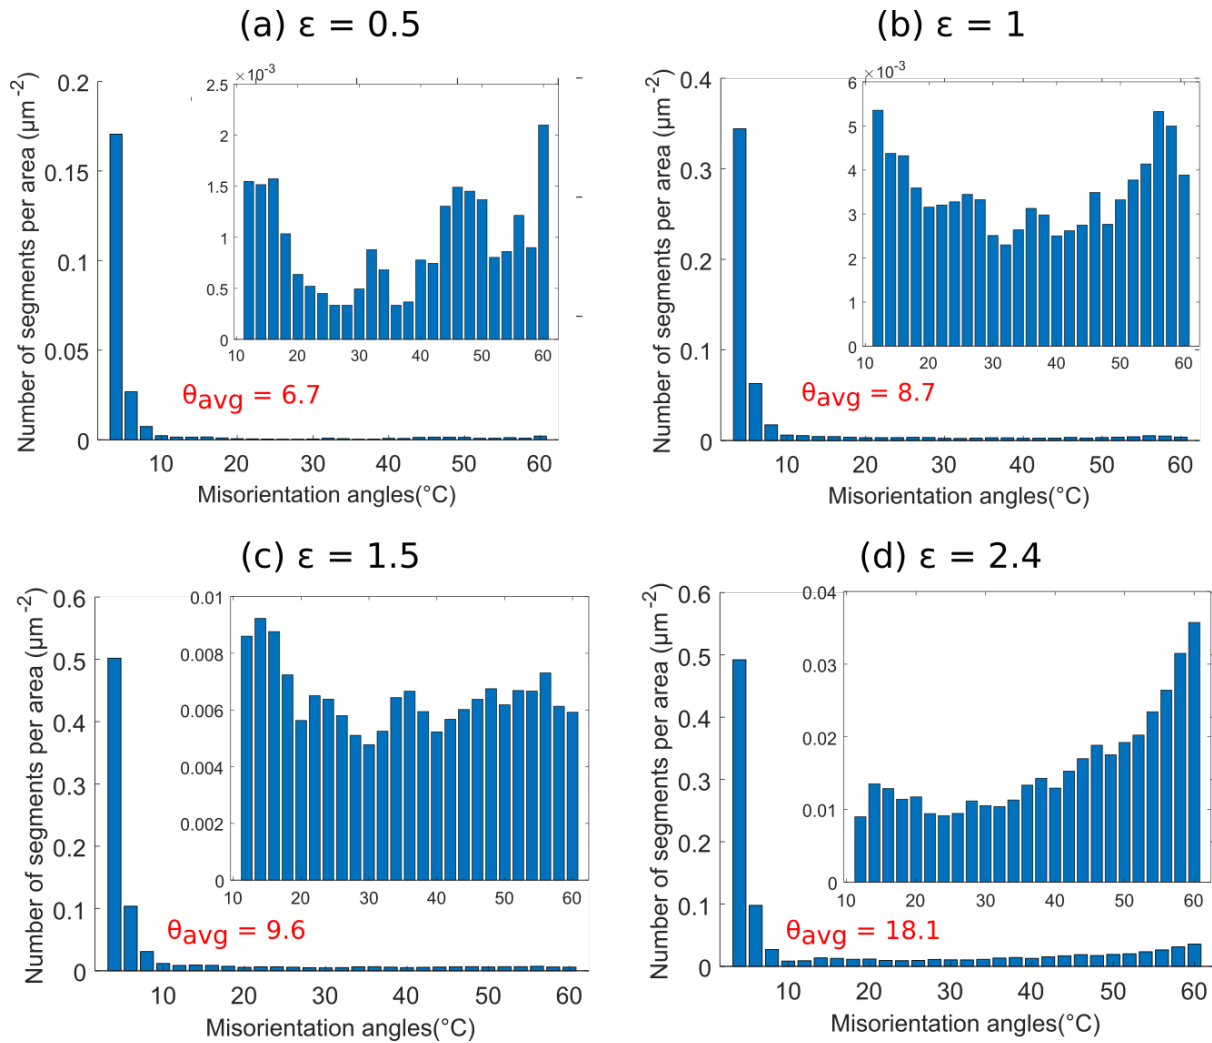 (a) ε = 0.5
Number of segments per area (μm⁻²)
0.2
0.15
0.1
0.05
0
×10⁻³
2.5
2
1.5
1
0.5
0
10 20 30 40 50 60
θavg = 6.7
10 20 30 40 50 60
Misorientation angles(°C)
(b) ε = 1
Number of segments per area (μm⁻²)
0.4
0.3
0.2
0.1
0
×10⁻³
6
5
4
3
2
1
0
10 20 30 40 50 60
θavg = 8.7
10 20 30 40 50 60
Misorientation angles(°C)
(c) ε = 1.5
Number of segments per area (μm⁻²)
0.6
0.5
0.4
0.3
0.2
0.1
0
0.01
0.008
0.006
0.004
0.002
0
10 20 30 40 50 60
θavg = 9.6
10 20 30 40 50 60
Misorientation angles(°C)
(d) ε = 2.4
Number of segments per area (μm⁻²)
0.6
0.5
0.4
0.3
0.2
0.1
0
0.04
0.03
0.02
0.01
0
10 20 30 40 50 60
θavg = 18.1
10 20 30 40 50 60
Misorientation angles(°C)